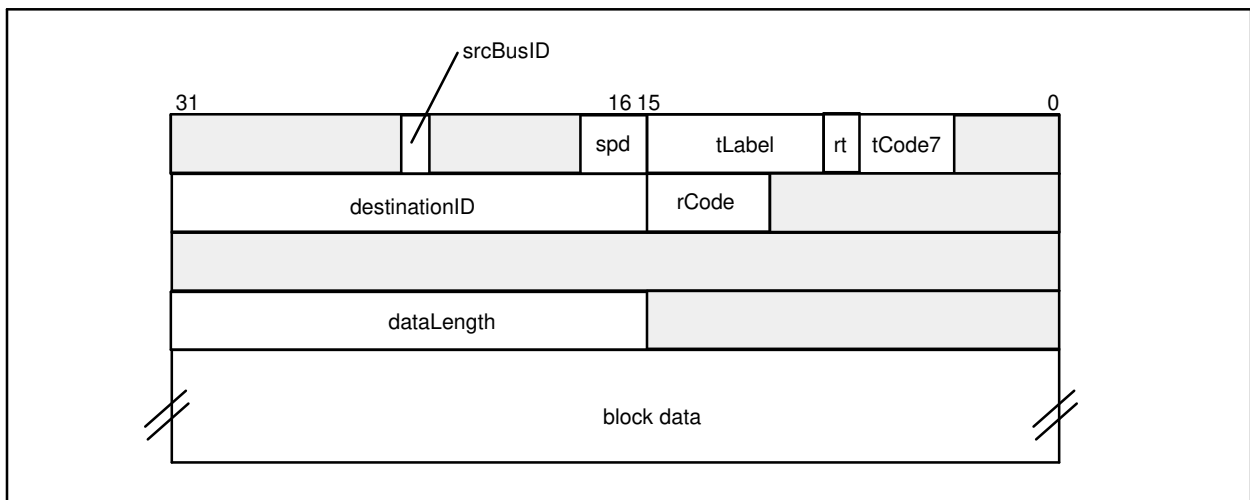 srcBusID
31 16 15 0
spd tLabel rt tCode7
destinationID rCode
dataLength
block data